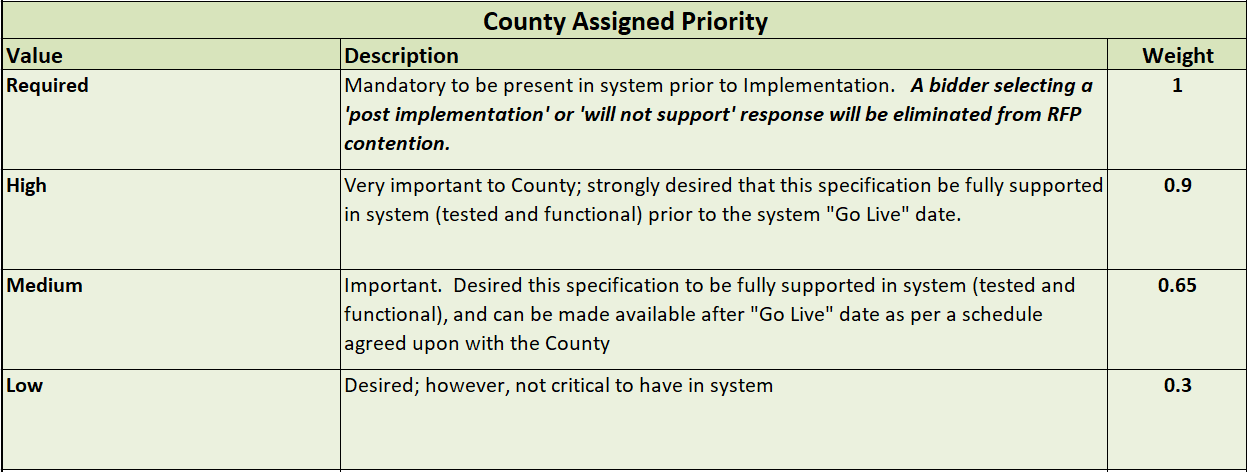 County Assigned Priority
Value Description Weight
Required Mandatory to be present in system prior to Implementation.   A bidder selecting a 1
'post implementation' or 'will not support' response will be eliminated from RFP
contention.
High Very important to County; strongly desired that this specification be fully supported 0.9
in system (tested and functional) prior to the system "Go Live" date.
Medium Important.  Desired this specification to be fully supported in system (tested and 0.65
functional), and can be made available after "Go Live" date as per a schedule
agreed upon with the County
Low Desired; however, not critical to have in system 0.3